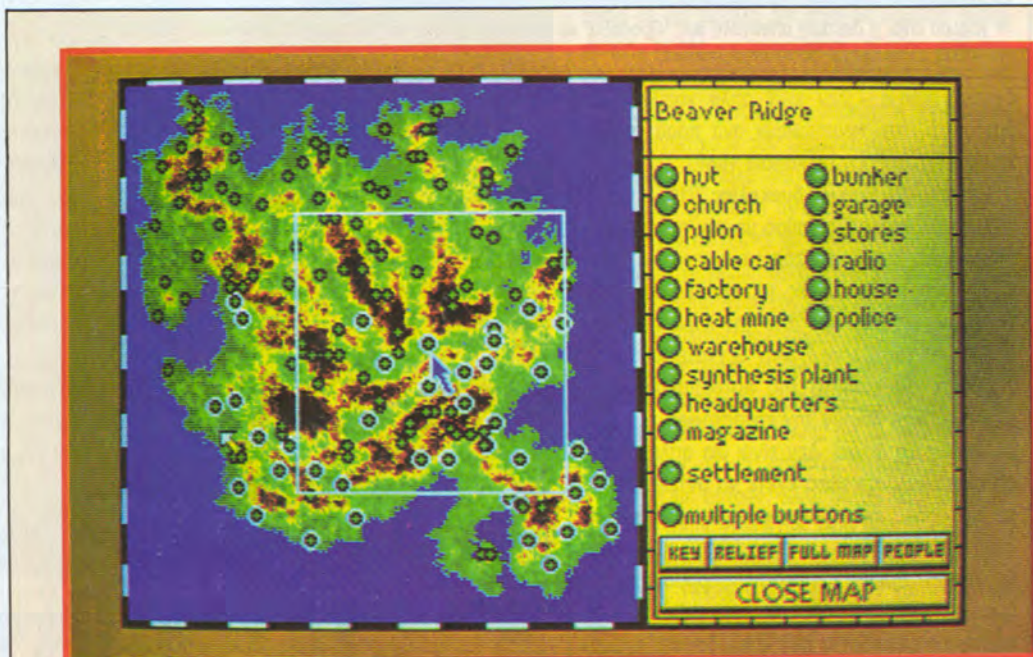 Beaver Ridge
hut
bunker
church
garage
pylon
stores
cable car
radio
factory
house
heat mine
police
warehouse
synthesis plant
headquarters
magazine
settlement
multiple buttons
KEY RELIEF FULL MAP PEOPLE
CLOSE MAP